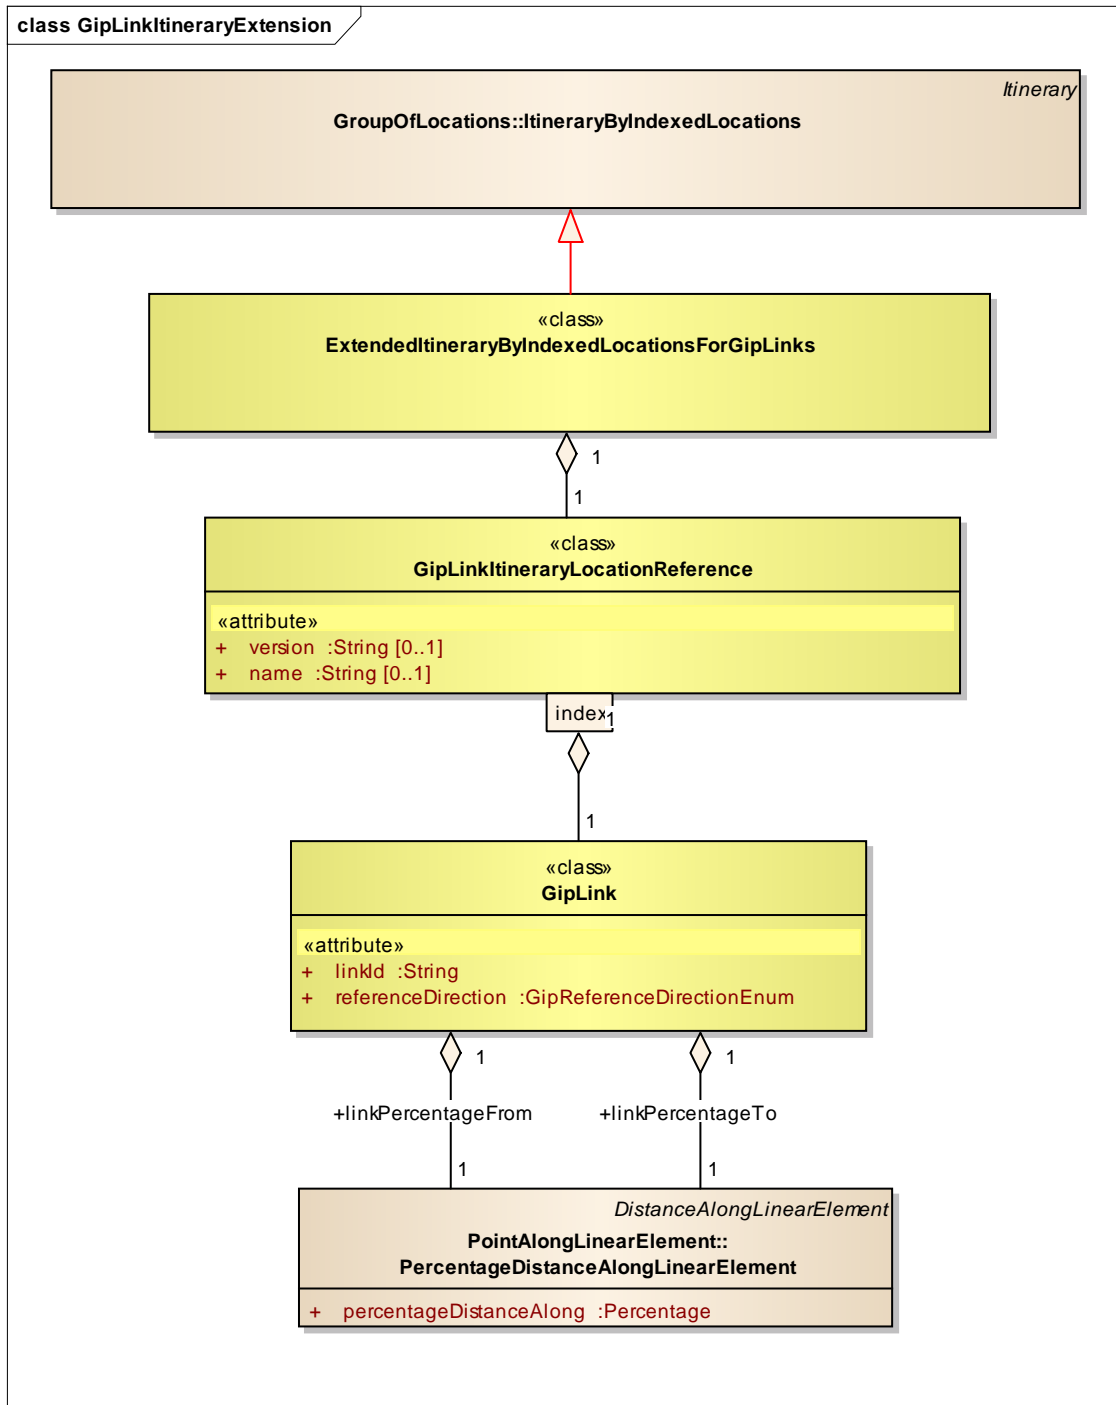 class GipLinkItineraryExtension
Itinerary
GroupOfLocations::ItineraryByIndexedLocations
«class»
ExtendedItineraryByIndexedLocationsForGipLinks
1
1
«class»
GipLinkItineraryLocationReference
«attribute»
+ version :String [0..1]
+ name :String [0..1]
index 1
1
«class»
GipLink
«attribute»
+ linkId :String
+ referenceDirection :GipReferenceDirectionEnum
1 1
+linkPercentageFrom +linkPercentageTo
1 1
DistanceAlongLinearElement
PointAlongLinearElement::
PercentageDistanceAlongLinearElement
+ percentageDistanceAlong :Percentage